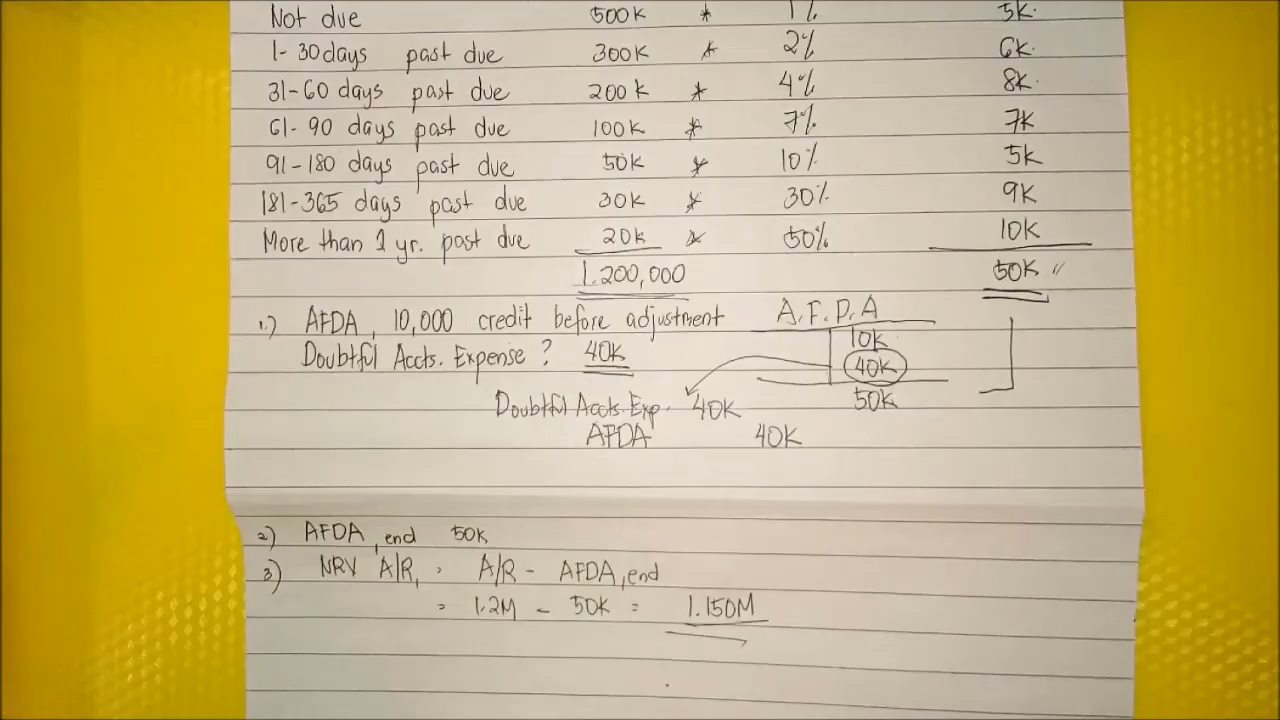 Not due 500K * 1% 5K.
1-30days past due 300K * 2% 6K.
31-60 days past due 200K * 4% 8K.
61-90 days past due 100K * 7% 7K
91-180 days past due 50K * 10% 5K
181-365 days past due 30K * 30% 9K
More than 1 yr. past due 20K * 50% 10K
1.200,000 50K //
1.) AFDA, 10,000 credit before adjustment A.F.D.A
10K
Doubtful Accts. Expense? 40K 40K
Doubtful Accts. Exp. 40K 50K
AFDA 40K
2) AFDA, end 50K
3) NRV A/R, = A/R - AFDA, end
= 1.2M - 50K = 1.150M